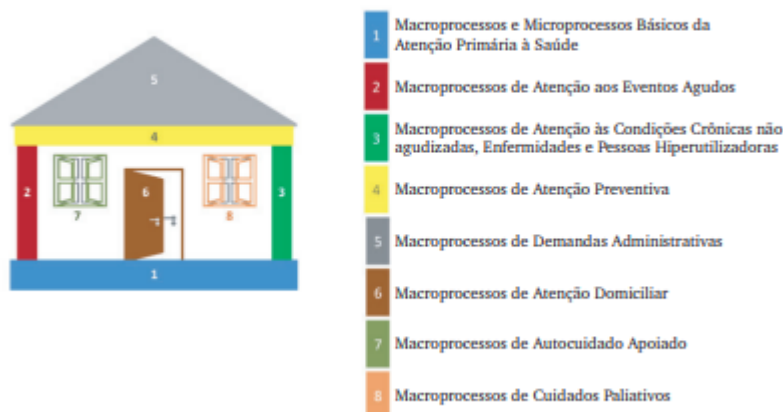 5
4
2
7
6
8
3
1
1 Macroprocessos e Microprocessos Básicos da
Atenção Primária à Saúde
2 Macroprocessos de Atenção aos Eventos Agudos
3 Macroprocessos de Atenção às Condições Crônicas não
agudizadas, Enfermidades e Pessoas Hiperutilizadoras
4 Macroprocessos de Atenção Preventiva
5 Macroprocessos de Demandas Administrativas
6 Macroprocessos de Atenção Domiciliar
7 Macroprocessos de Autocuidado Apoiado
8 Macroprocessos de Cuidados Paliativos